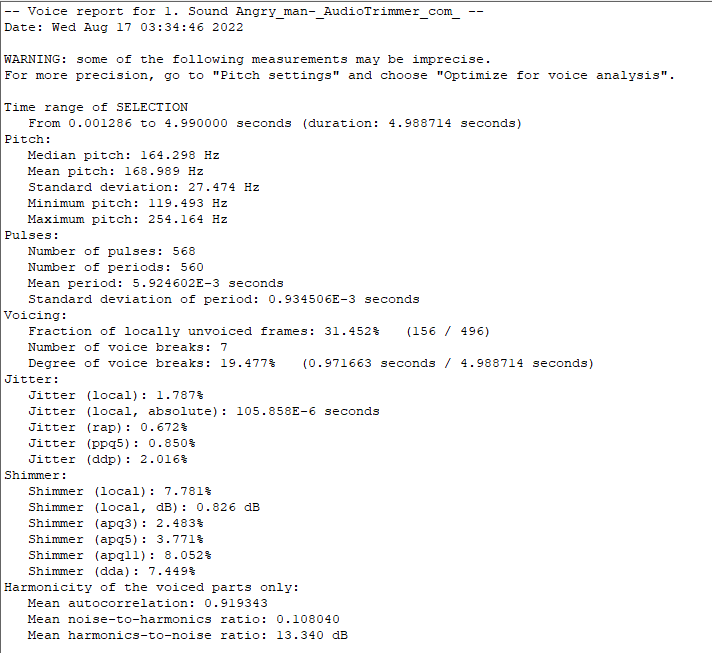 -- Voice report for 1. Sound Angry_man-_AudioTrimmer_com_ --
Date: Wed Aug 17 03:34:46 2022

WARNING: some of the following measurements may be imprecise.
For more precision, go to "Pitch settings" and choose "Optimize for voice analysis".

Time range of SELECTION
   From 0.001286 to 4.990000 seconds (duration: 4.988714 seconds)
Pitch:
   Median pitch: 164.298 Hz
   Mean pitch: 168.989 Hz
   Standard deviation: 27.474 Hz
   Minimum pitch: 119.493 Hz
   Maximum pitch: 254.164 Hz
Pulses:
   Number of pulses: 568
   Number of periods: 560
   Mean period: 5.924602E-3 seconds
   Standard deviation of period: 0.934506E-3 seconds
Voicing:
   Fraction of locally unvoiced frames: 31.452%   (156 / 496)
   Number of voice breaks: 7
   Degree of voice breaks: 19.477%   (0.971663 seconds / 4.988714 seconds)
Jitter:
   Jitter (local): 1.787%
   Jitter (local, absolute): 105.858E-6 seconds
   Jitter (rap): 0.672%
   Jitter (ppq5): 0.850%
   Jitter (ddp): 2.016%
Shimmer:
   Shimmer (local): 7.781%
   Shimmer (local, dB): 0.826 dB
   Shimmer (apq3): 2.483%
   Shimmer (apq5): 3.771%
   Shimmer (apq11): 8.052%
   Shimmer (dda): 7.449%
Harmonicity of the voiced parts only:
   Mean autocorrelation: 0.919343
   Mean noise-to-harmonics ratio: 0.108040
   Mean harmonics-to-noise ratio: 13.340 dB